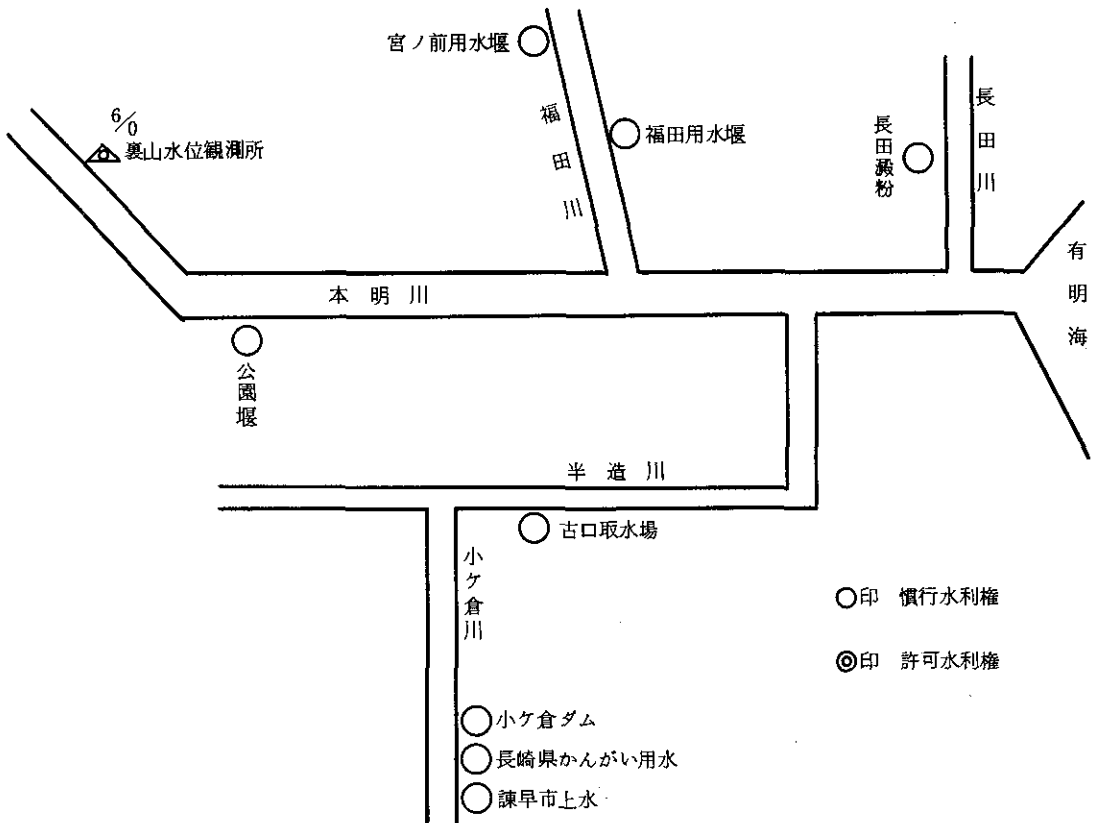 宮ノ前用水堰
福田川
福田用水堰
長田川
長田澱粉
6/0
裏山水位観測所
有明海
本明川
公園堰
半造川
古口取水場
小ケ倉川
○印 慣行水利権
◎印 許可水利権
小ケ倉ダム
長崎県かんがい用水
諌早市上水